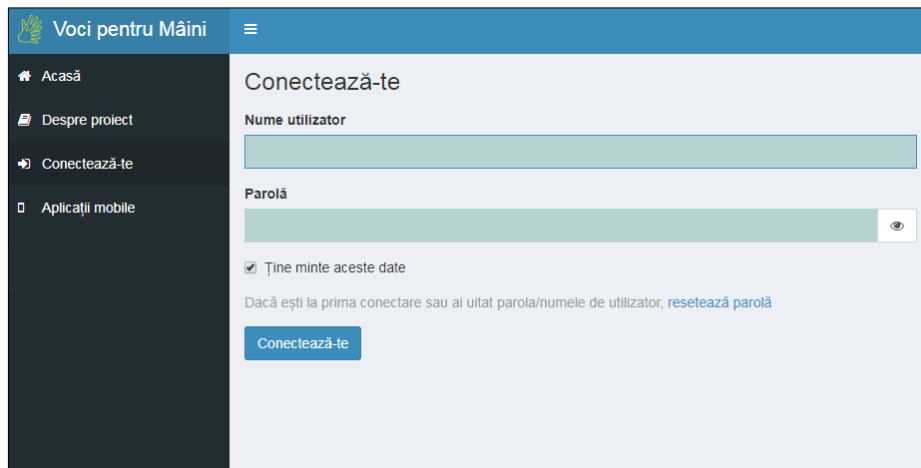 Voci pentru Mâini
Acasă
Despre proiect
Conectează-te
Aplicații mobile
Conectează-te
Nume utilizator
Parolă
Ține minte aceste date
Dacă ești la prima conectare sau ai uitat parola/numele de utilizator, resetează parolă
Conectează-te